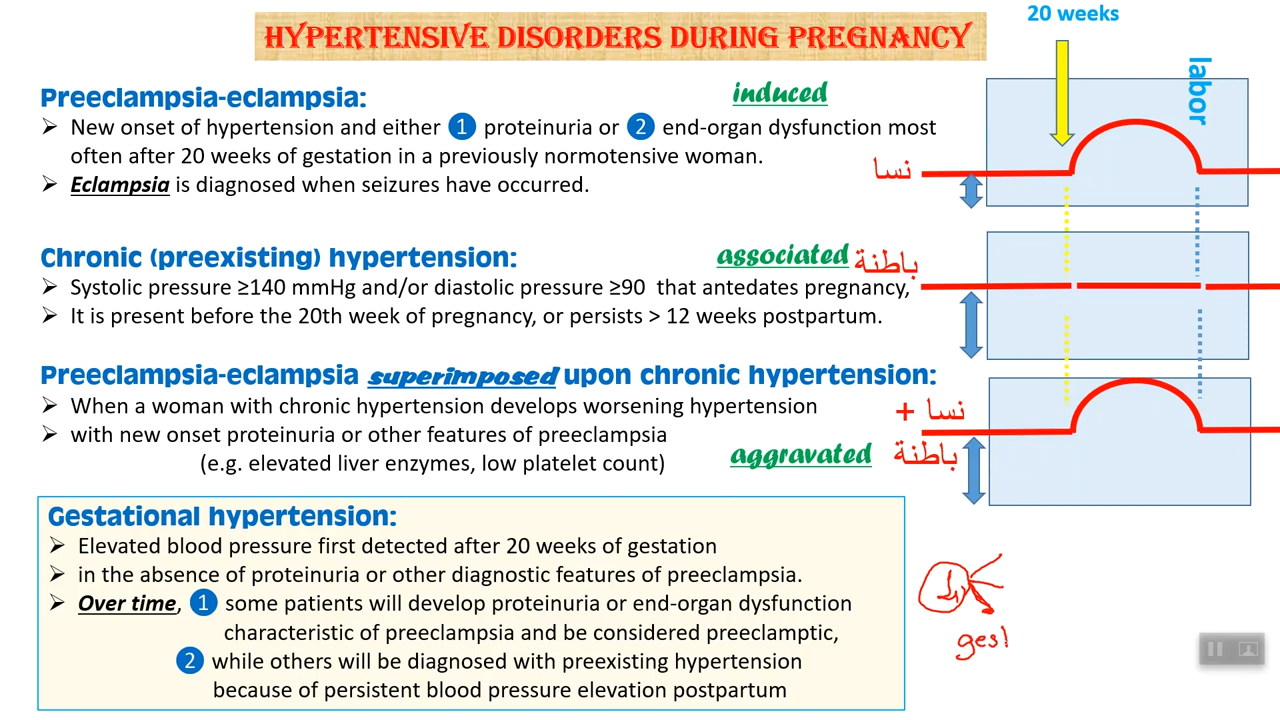 HYPERTENSIVE DISORDERS DURING PREGNANCY
20 weeks
labor
Preeclampsia-eclampsia:
induced
➢ New onset of hypertension and either 1 proteinuria or 2 end-organ dysfunction most
often after 20 weeks of gestation in a previously normotensive woman.
نسا
➢ Eclampsia is diagnosed when seizures have occurred.
Chronic (preexisting) hypertension:
associated
باطنة
➢ Systolic pressure ≥140 mmHg and/or diastolic pressure ≥90 that antedates pregnancy,
➢ It is present before the 20th week of pregnancy, or persists > 12 weeks postpartum.
Preeclampsia-eclampsia superimposed upon chronic hypertension:
➢ When a woman with chronic hypertension develops worsening hypertension
نسا +
➢ with new onset proteinuria or other features of preeclampsia
باطنة
(e.g. elevated liver enzymes, low platelet count)
aggravated
Gestational hypertension:
➢ Elevated blood pressure first detected after 20 weeks of gestation
➢ in the absence of proteinuria or other diagnostic features of preeclampsia.
➢ Over time, 1 some patients will develop proteinuria or end-organ dysfunction
characteristic of preeclampsia and be considered preeclamptic,
2 while others will be diagnosed with preexisting hypertension
because of persistent blood pressure elevation postpartum